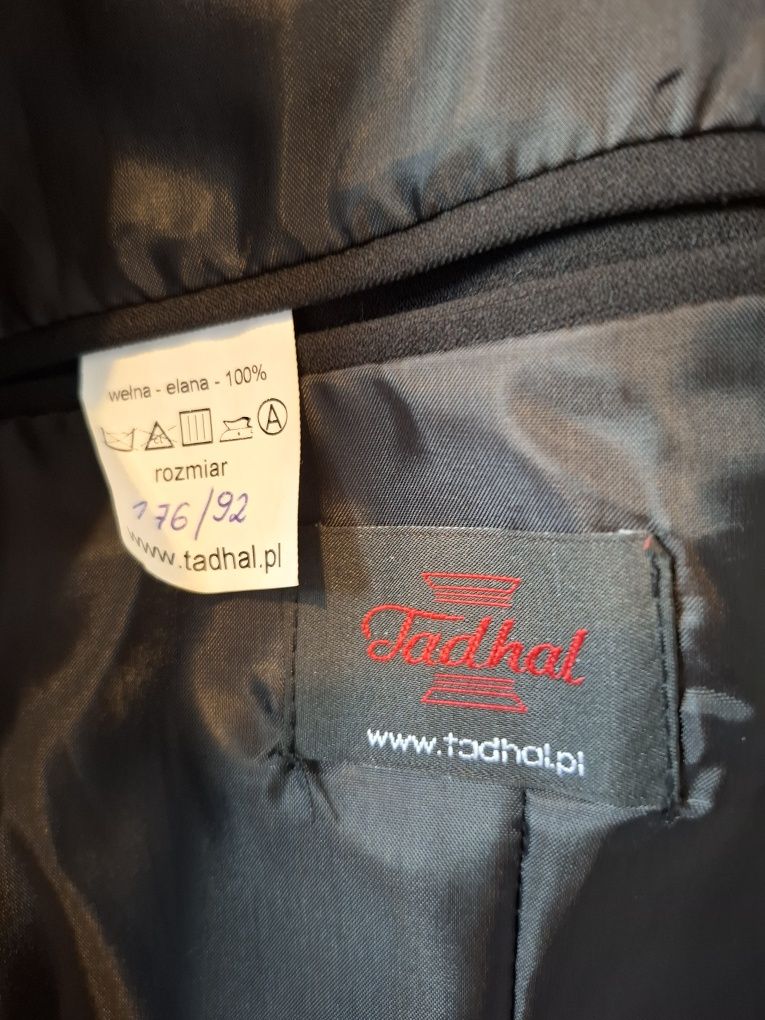 wełna - elana - 100%
A
rozmiar
176/92
www.tadhal.pl
Tadhal
www.tadhal.pl